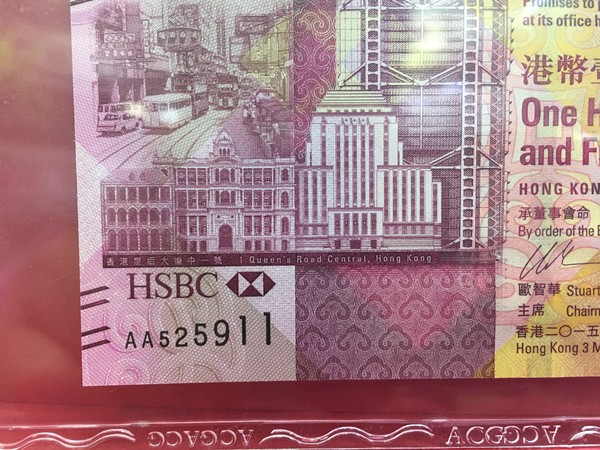 Promises to p
at its office h
港幣壹
One H
and Fi
HONG KON
承董事會命
By order of the B
歐智華 Stuart
主席 Chairm
香港二〇一五
Hong Kong 3 M
香港皇后大道中一號 1 Queen's Road Central, Hong Kong
HSBC
AA525911
ACGACG
ACGCCA